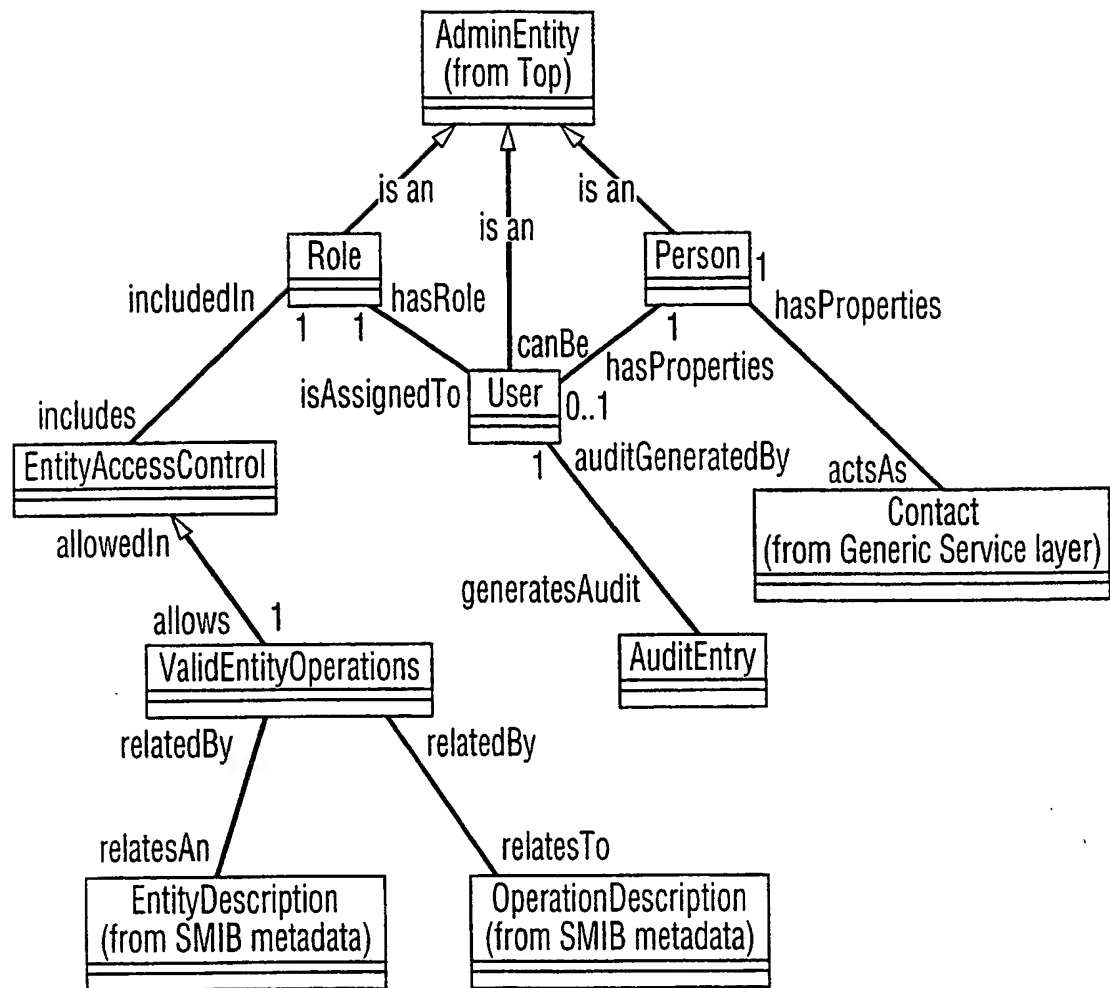 AdminEntity
(from Top)
is an
is an
is an
Role
Person
1
includedIn
hasRole
hasProperties
1
1
1
canBe
hasProperties
isAssignedTo
User
0..1
includes
1
auditGeneratedBy
EntityAccessControl
actsAs
Contact
(from Generic Service layer)
allowedIn
generatesAudit
allows
1
AuditEntry
ValidEntityOperations
relatedBy
relatedBy
relatesAn
relatesTo
EntityDescription
(from SMIB metadata)
OperationDescription
(from SMIB metadata)